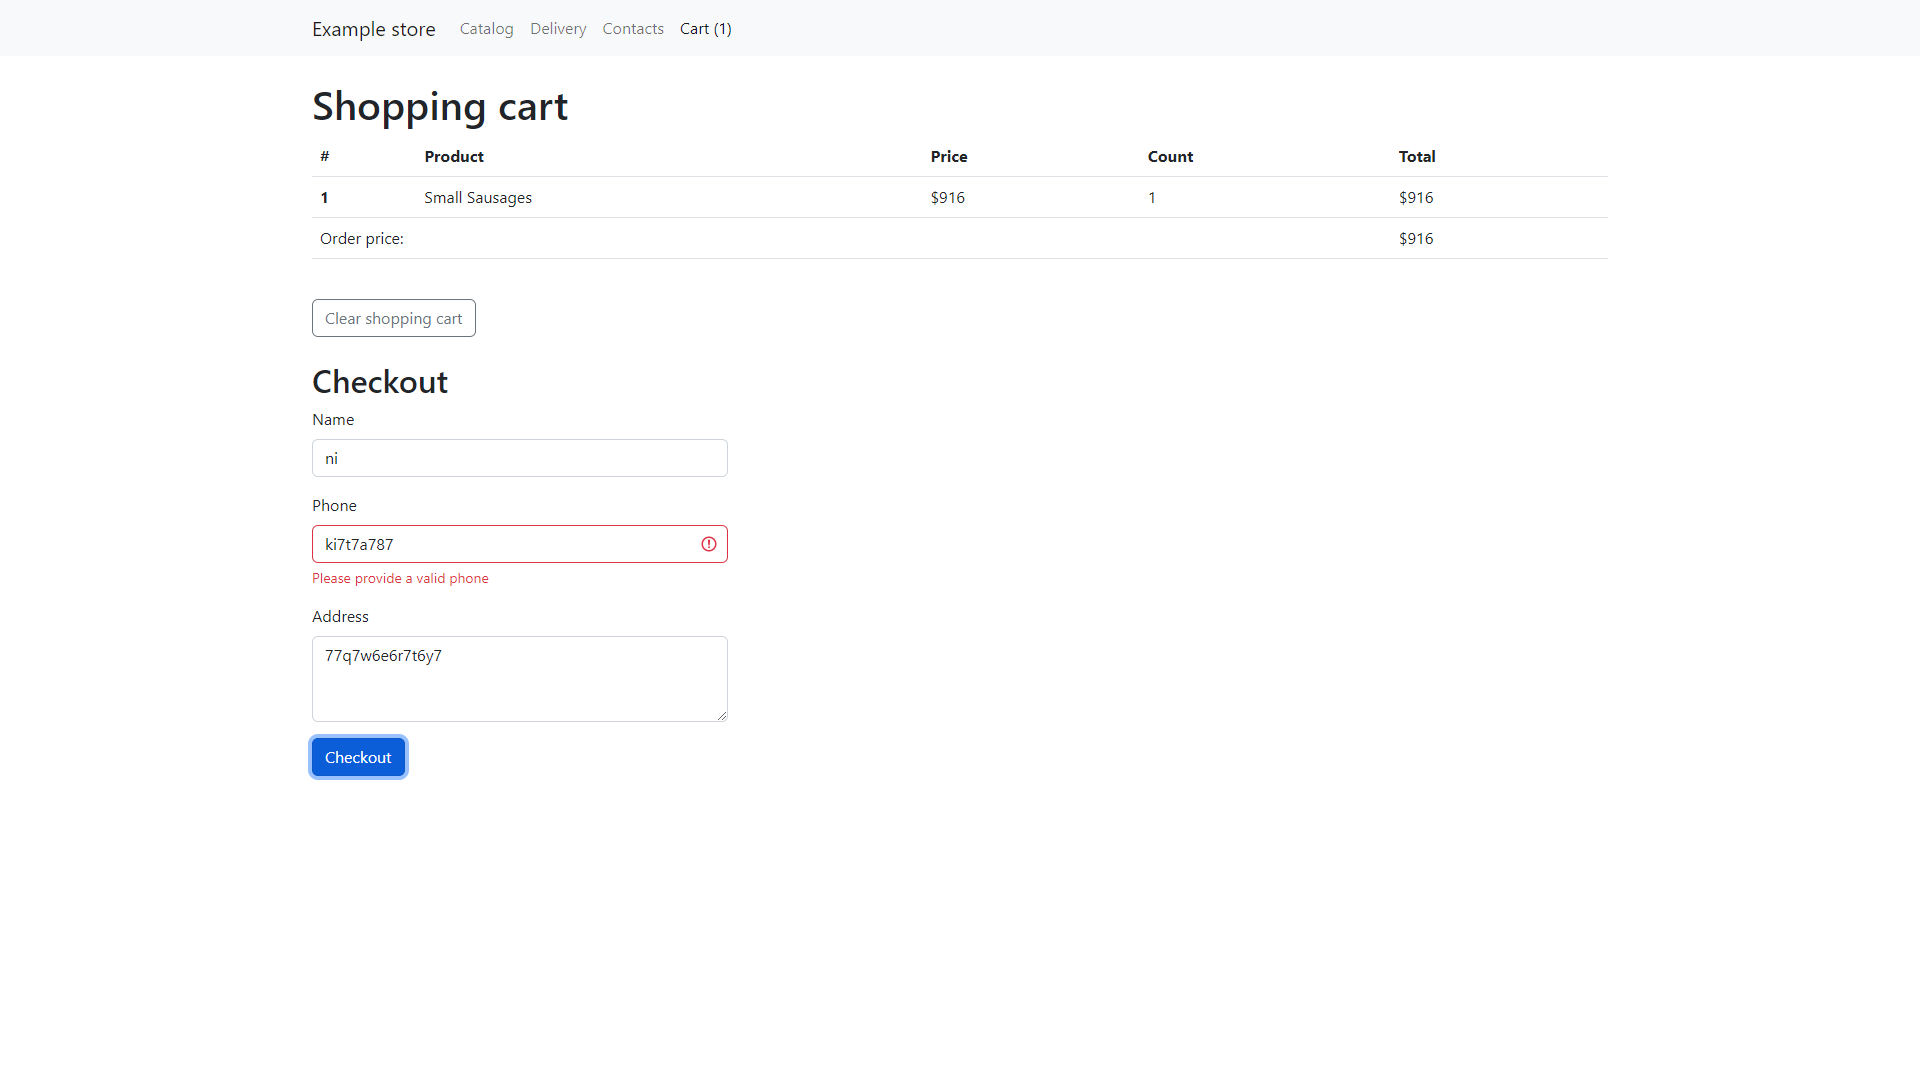 Example store Catalog Delivery Contacts Cart (1)
Shopping cart
# Product Price Count Total
1 Small Sausages $916 1 $916
Order price: $916
Clear shopping cart
Checkout
Name
ni
Phone
ki7t7a787
Please provide a valid phone
Address
77q7w6e6r7t6y7
Checkout